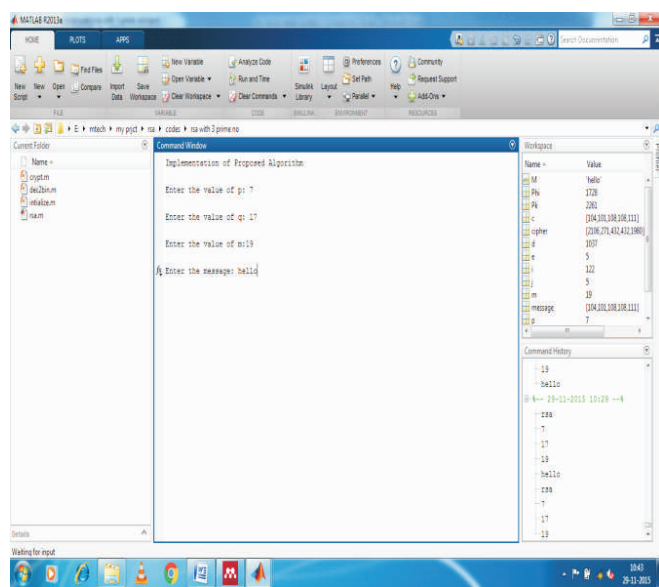 MATLAB R2013a
HOME PLOTS APPS Search Documentation
New Script
New
Open
Find Files
Compare
Import Data
Save Workspace
New Variable
Open Variable
Clear Workspace
Analyze Code
Run and Time
Clear Commands
Simulink Library
Layout
Preferences
Set Path
Parallel
Help
Community
Request Support
Add-Ons
FILE VARIABLE CODE SIMULINK ENVIRONMENT RESOURCES
E: mtech my prjct rsa codes rsa with 3 prime no
Current Folder
Name
crypt.m
dec2bin.m
intialize.m
rsa.m
Details
Command Window
Implementation of Proposed Algorithm
Enter the value of p: 7
Enter the value of q: 17
Enter the value of m:19
fx Enter the message: hello
Workspace
Name Value
M 'hello'
Phi 1728
Pk 2261
c [104,101,108,108,111]
cipher [2106,271,432,432,1980]
d 1037
e 5
i 122
j 5
m 19
message [104,101,108,108,111]
p 7
Command History
19
hello
%-- 29-11-2015 10:28 --%
rsa
7
17
19
hello
rsa
7
17
19
Waiting for input
10:43
29-11-2015